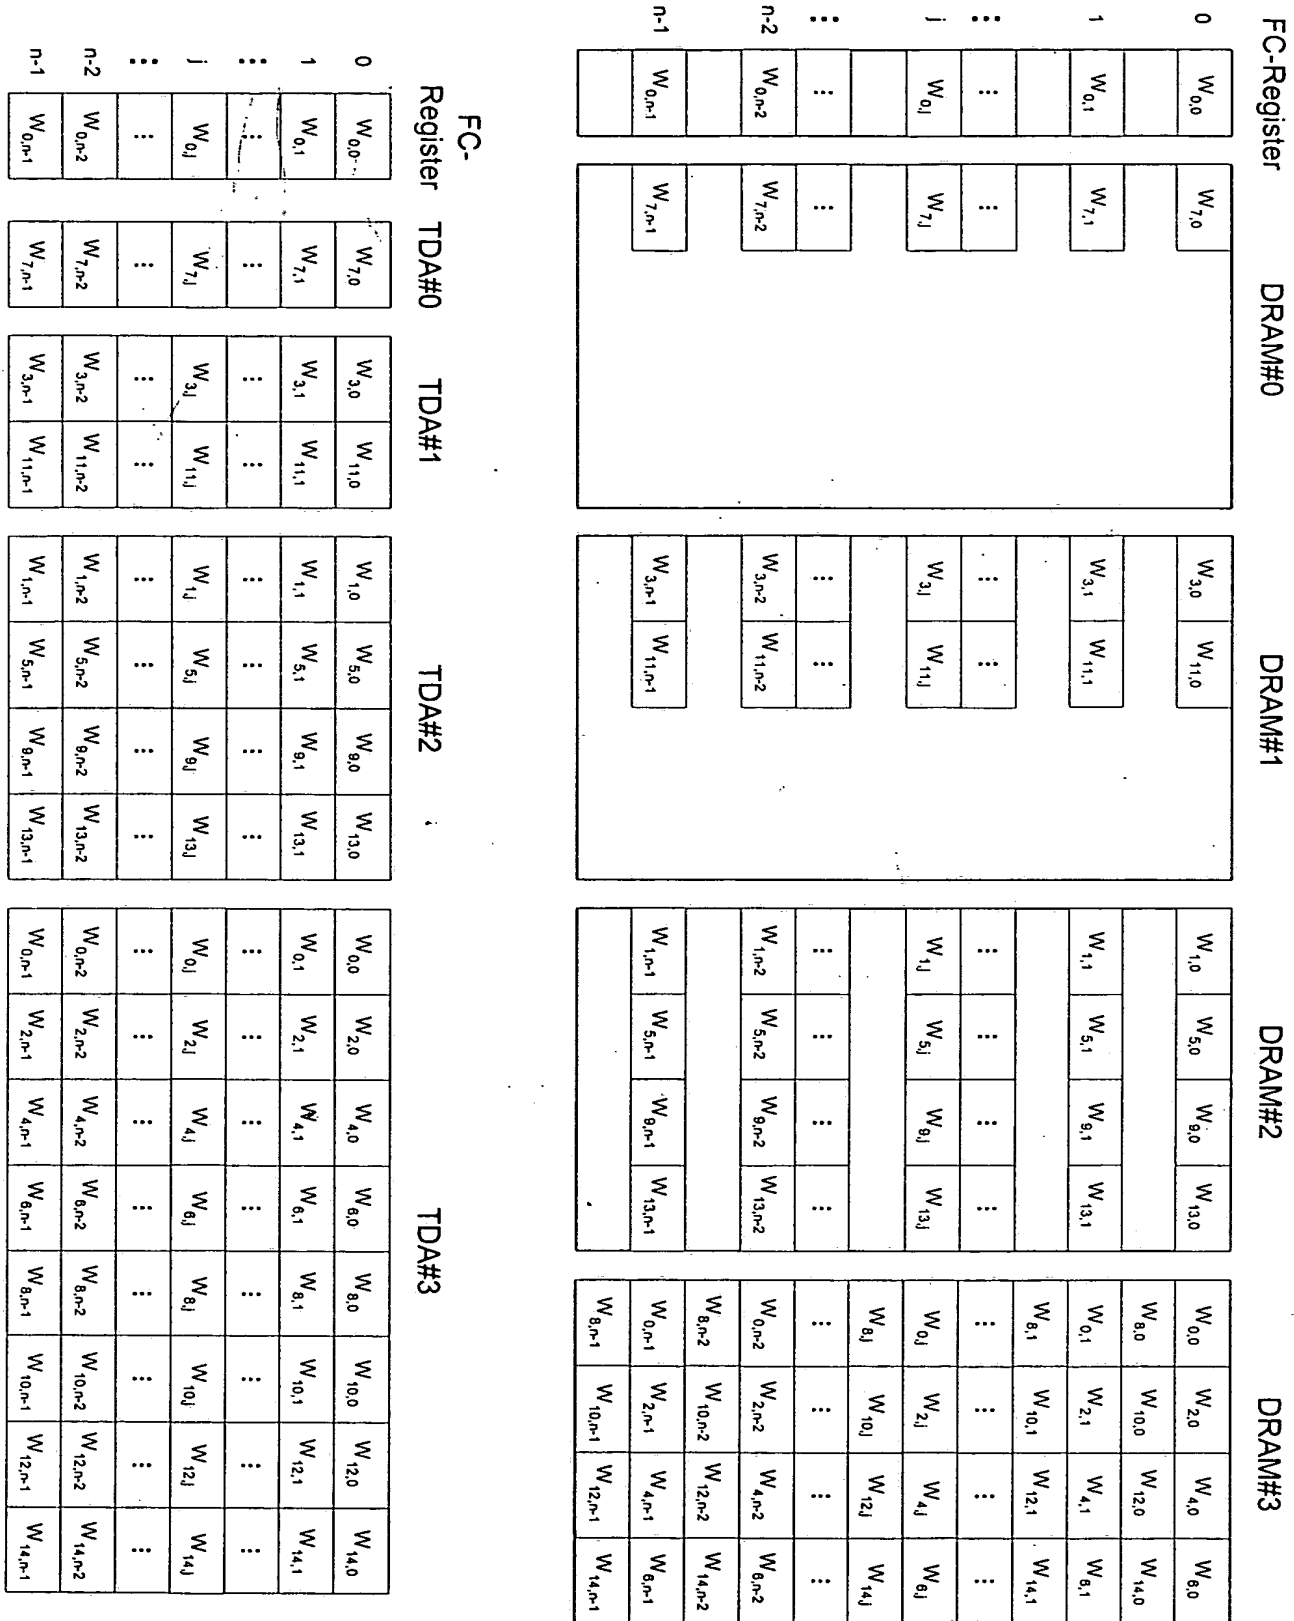 FC-Register DRAM#0 DRAM#1 DRAM#2 DRAM#3
0 W0,0 W7,0 W3,0 W11,0 W1,0 W5,0 W9,0 W13,0 W0,0 W2,0 W4,0 W6,0
W8,0 W10,0 W12,0 W14,0
1 W0,1 W7,1 W3,1 W11,1 W1,1 W5,1 W9,1 W13,1 W0,1 W2,1 W4,1 W6,1
W8,1 W10,1 W12,1 W14,1
⋮ ⋮ ⋮ ⋮ ⋮ ⋮ ⋮ ⋮ ⋮ ⋮ ⋮ ⋮ ⋮
j W0,j W7,j W3,j W11,j W1,j W5,j W9,j W13,j W0,j W2,j W4,j W6,j
W8,j W10,j W12,j W14,j
⋮ ⋮ ⋮ ⋮ ⋮ ⋮ ⋮ ⋮ ⋮ ⋮ ⋮ ⋮ ⋮
n-2 W0,n-2 W7,n-2 W3,n-2 W11,n-2 W1,n-2 W5,n-2 W9,n-2 W13,n-2 W0,n-2 W2,n-2 W4,n-2 W6,n-2
W8,n-2 W10,n-2 W12,n-2 W14,n-2
n-1 W0,n-1 W7,n-1 W3,n-1 W11,n-1 W1,n-1 W5,n-1 W9,n-1 W13,n-1 W0,n-1 W2,n-1 W4,n-1 W6,n-1
W8,n-1 W10,n-1 W12,n-1 W14,n-1
FC-
Register TDA#0 TDA#1 TDA#2 TDA#3
0 W0,0 W7,0 W3,0 W11,0 W1,0 W5,0 W9,0 W13,0 W0,0 W2,0 W4,0 W6,0 W8,0 W10,0 W12,0 W14,0
1 W0,1 W7,1 W3,1 W11,1 W1,1 W5,1 W9,1 W13,1 W0,1 W2,1 W4,1 W6,1 W8,1 W10,1 W12,1 W14,1
⋮ ⋮ ⋮ ⋮ ⋮ ⋮ ⋮ ⋮ ⋮ ⋮ ⋮ ⋮ ⋮ ⋮ ⋮ ⋮ ⋮
j W0,j W7,j W3,j W11,j W1,j W5,j W9,j W13,j W0,j W2,j W4,j W6,j W8,j W10,j W12,j W14,j
⋮ ⋮ ⋮ ⋮ ⋮ ⋮ ⋮ ⋮ ⋮ ⋮ ⋮ ⋮ ⋮ ⋮ ⋮ ⋮ ⋮
n-2 W0,n-2 W7,n-2 W3,n-2 W11,n-2 W1,n-2 W5,n-2 W9,n-2 W13,n-2 W0,n-2 W2,n-2 W4,n-2 W6,n-2 W8,n-2 W10,n-2 W12,n-2 W14,n-2
n-1 W0,n-1 W7,n-1 W3,n-1 W11,n-1 W1,n-1 W5,n-1 W9,n-1 W13,n-1 W0,n-1 W2,n-1 W4,n-1 W6,n-1 W8,n-1 W10,n-1 W12,n-1 W14,n-1